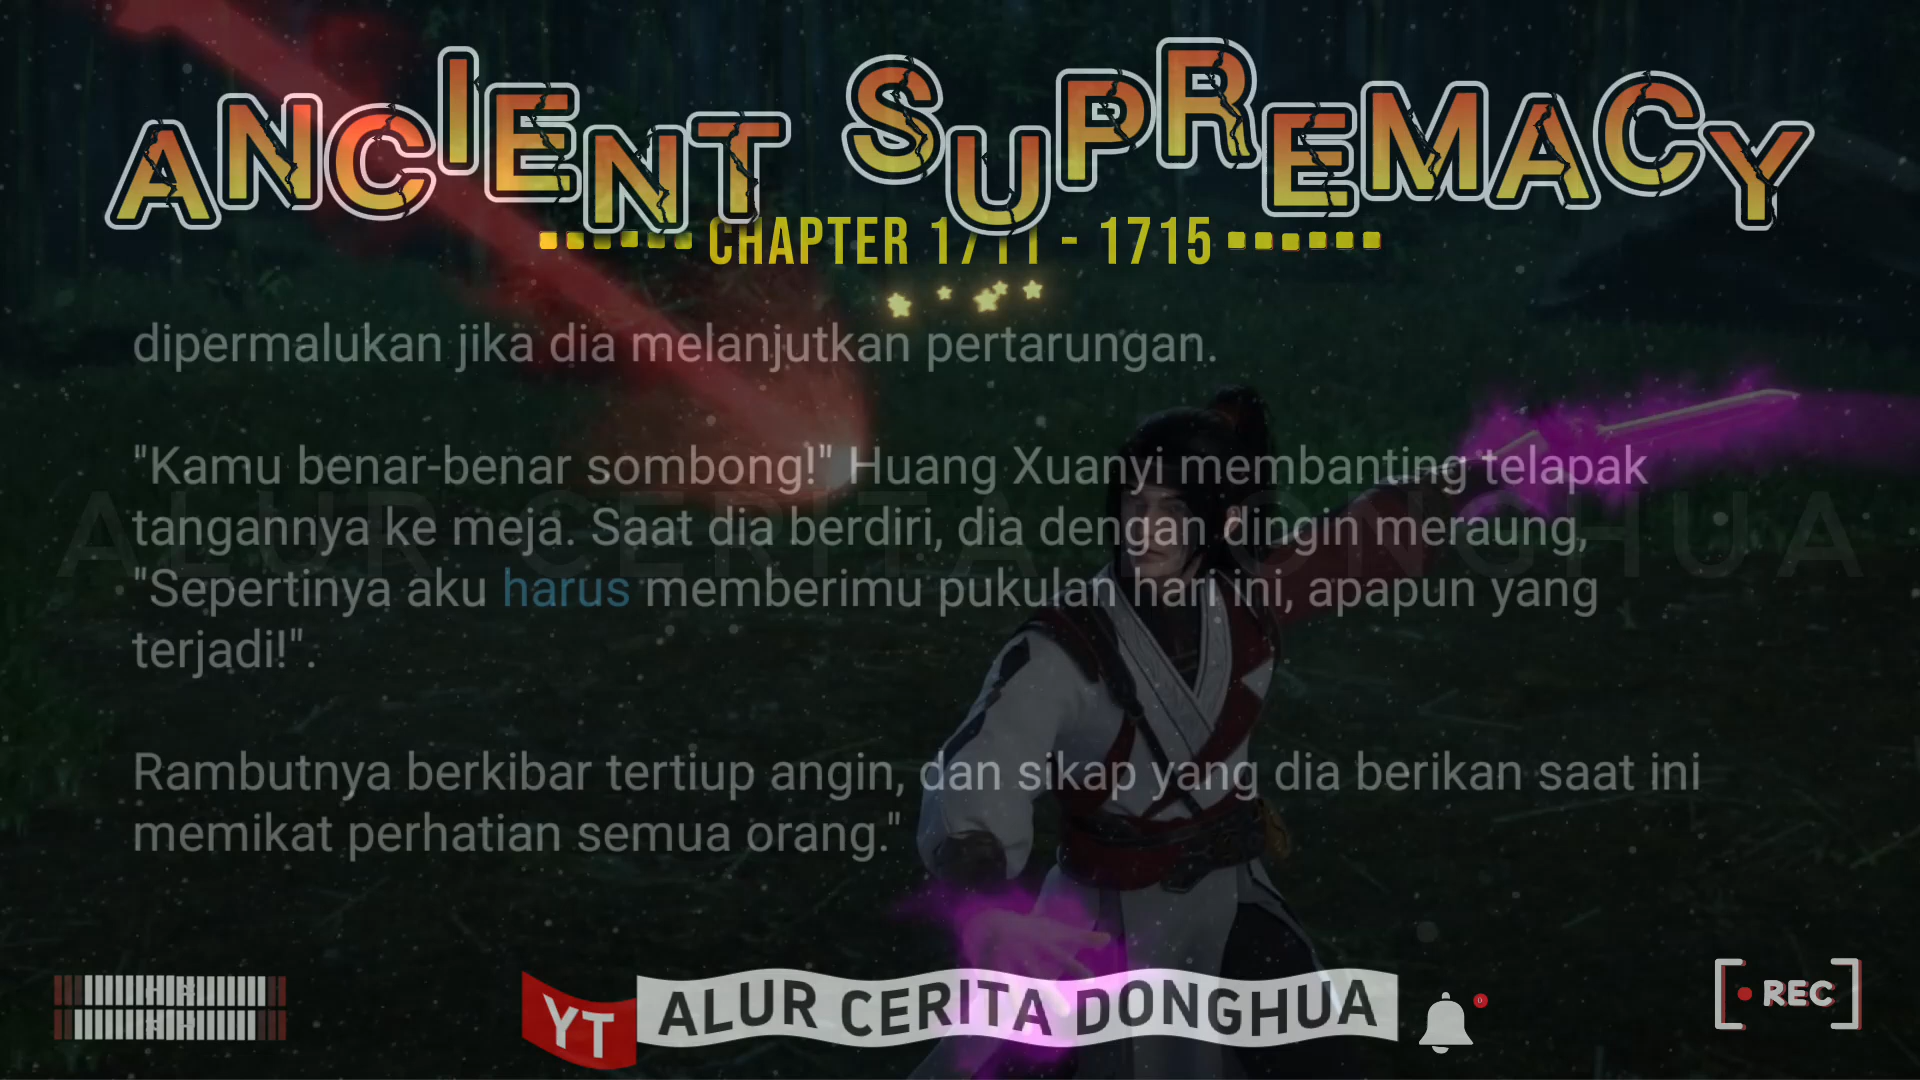 ANCIENT SUPREMACY
CHAPTER 1711 - 1715
dipermalukan jika dia melanjutkan pertarungan.
"Kamu benar-benar sombong!" Huang Xuanyi membanting telapak
tangannya ke meja. Saat dia berdiri, dia dengan dingin meraung,
"Sepertinya aku harus memberimu pukulan hari ini, apapun yang
terjadi!".
Rambutnya berkibar tertiup angin, dan sikap yang dia berikan saat ini
memikat perhatian semua orang."
ALUR CERITA DONGHUA
YT ALUR CERITA DONGHUA
REC